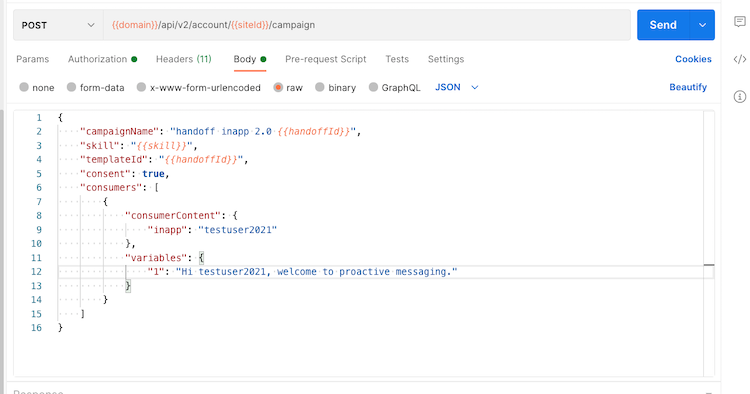 POST {{domain}}/api/v2/account/{{siteId}}/campaign Send
Params Authorization Headers (11) Body Pre-request Script Tests Settings Cookies
none form-data x-www-form-urlencoded raw binary GraphQL JSON Beautify
1 {
2 "campaignName": "handoff inapp 2.0 {{handoffId}}",
3 "skill": "{{skill}}",
4 "templateId": "{{handoffId}}",
5 "consent": true,
6 "consumers": [
7 {
8 "consumerContent": {
9 "inapp": "testuser2021"
10 },
11 "variables": {
12 "1": "Hi testuser2021, welcome to proactive messaging."
13 }
14 }
15 ]
16 }
Response